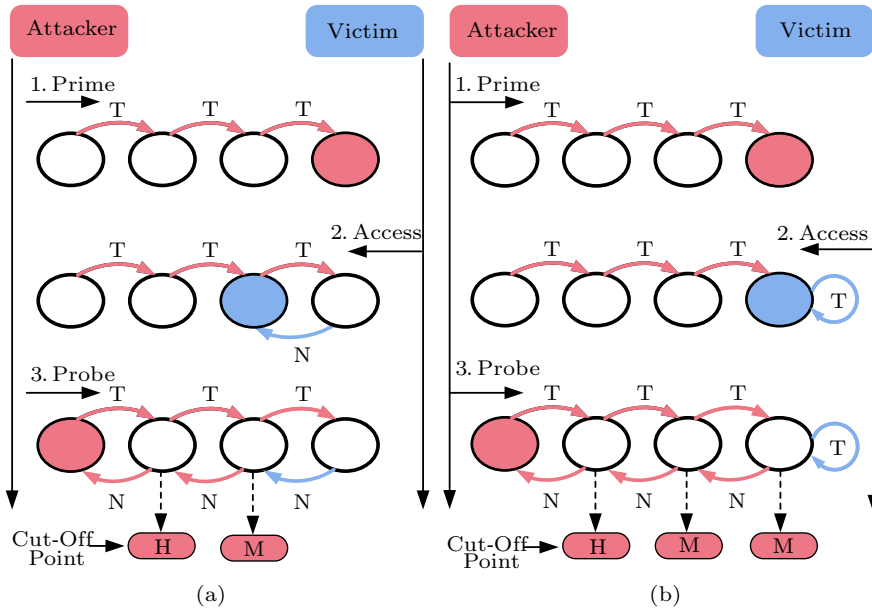 Attacker
Victim
1. Prime
T T T
2. Access
T T T
N
3. Probe
T T T
N N N
Cut-Off
Point
H M
(a)
Attacker
Victim
1. Prime
T T T
2. Access
T T T
T
3. Probe
T T T
T
N N N
Cut-Off
Point
H M M
(b)